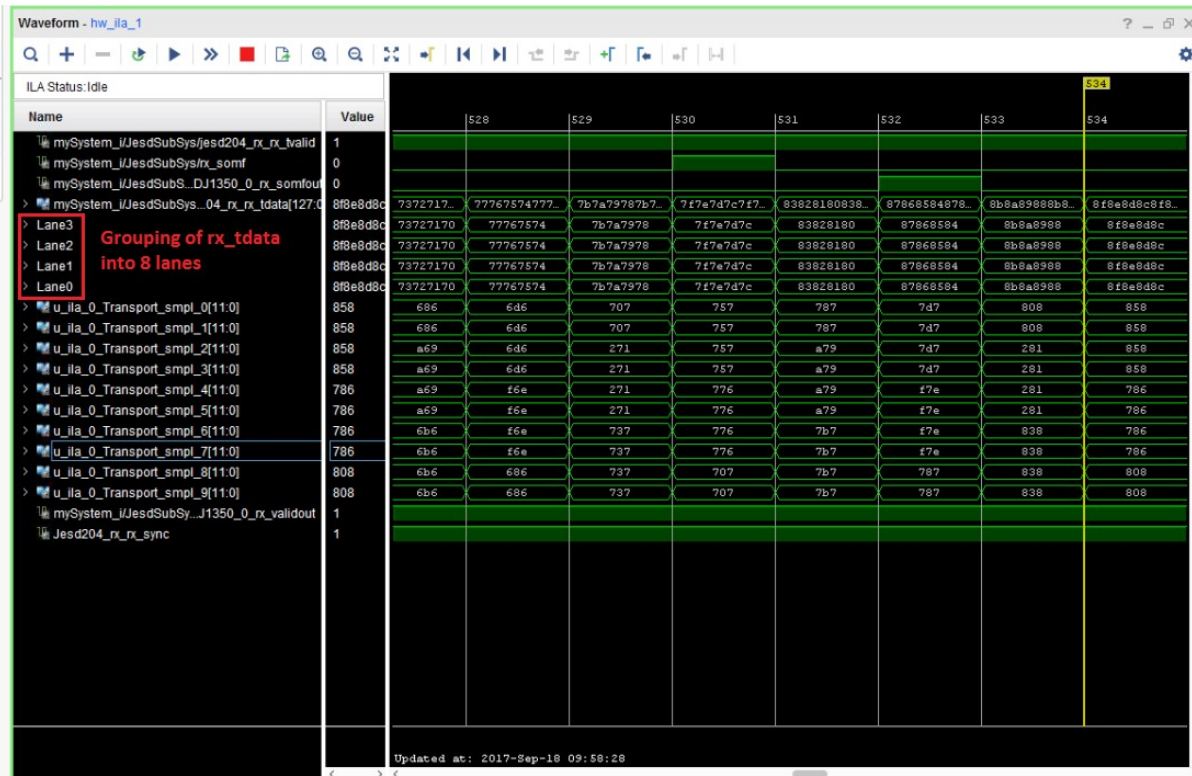 Waveform - hw_ila_1
ILA Status:Idle
534
Name Value 528 529 530 531 532 533 534
mySystem_i/JesdSubSys/jesd204_rx_rx_tvalid 1
mySystem_i/JesdSubSys/rx_somf 0
mySystem_i/JesdSubS...DJ1350_0_rx_somfout 0
mySystem_i/JesdSubSys...04_rx_rx_tdata[127:0 8f8e8d8c 7372717... 77767574777... 7b7a79787b7... 7f7e7d7c7f7... 83828180838... 87868584878... 8b8a89888b8... 8f8e8d8c8f8...
Lane3 8f8e8d8c 73727170 77767574 7b7a7978 7f7e7d7c 83828180 87868584 8b8a8988 8f8e8d8c
Lane2 8f8e8d8c 73727170 77767574 7b7a7978 7f7e7d7c 83828180 87868584 8b8a8988 8f8e8d8c
Lane1 8f8e8d8c 73727170 77767574 7b7a7978 7f7e7d7c 83828180 87868584 8b8a8988 8f8e8d8c
Lane0 8f8e8d8c 73727170 77767574 7b7a7978 7f7e7d7c 83828180 87868584 8b8a8988 8f8e8d8c
Grouping of rx_tdata
into 8 lanes
u_ila_0_Transport_smpl_0[11:0] 858 686 6d6 707 757 787 7d7 808 858
u_ila_0_Transport_smpl_1[11:0] 858 686 6d6 707 757 787 7d7 808 858
u_ila_0_Transport_smpl_2[11:0] 858 a69 6d6 271 757 a79 7d7 281 858
u_ila_0_Transport_smpl_3[11:0] 858 a69 6d6 271 757 a79 7d7 281 858
u_ila_0_Transport_smpl_4[11:0] 786 a69 f6e 271 776 a79 f7e 281 786
u_ila_0_Transport_smpl_5[11:0] 786 a69 f6e 271 776 a79 f7e 281 786
u_ila_0_Transport_smpl_6[11:0] 786 6b6 f6e 737 776 7b7 f7e 838 786
u_ila_0_Transport_smpl_7[11:0] 786 6b6 f6e 737 776 7b7 f7e 838 786
u_ila_0_Transport_smpl_8[11:0] 808 6b6 686 737 707 7b7 787 838 808
u_ila_0_Transport_smpl_9[11:0] 808 6b6 686 737 707 7b7 787 838 808
mySystem_i/JesdSubSy...J1350_0_rx_validout 1
Jesd204_rx_rx_sync 1
Updated at: 2017-Sep-18 09:58:28